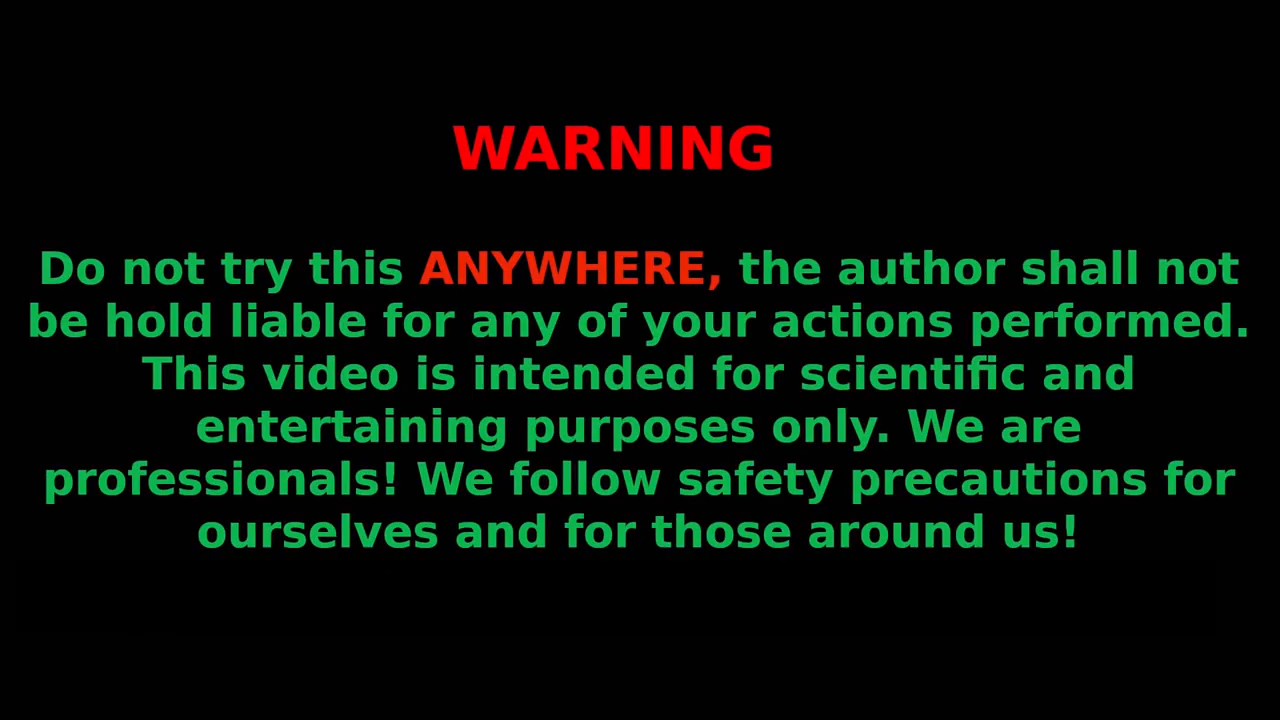 WARNING
Do not try this ANYWHERE, the author shall not
be hold liable for any of your actions performed.
This video is intended for scientific and
entertaining purposes only. We are
professionals! We follow safety precautions for
ourselves and for those around us!